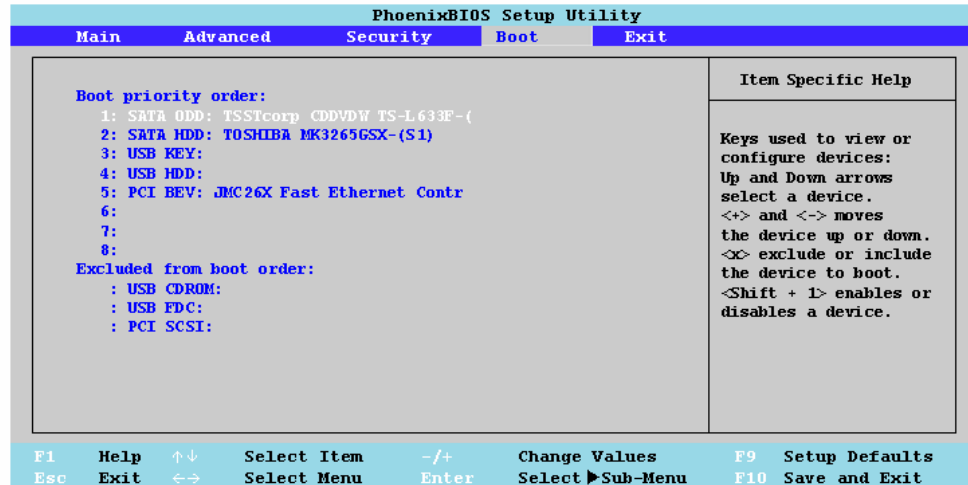 PhoenixBIOS Setup Utility
Main Advanced Security Boot Exit
Boot priority order:
1: SATA ODD: TSSTcorp CDDVDW TS-L633F-(
2: SATA HDD: TOSHIBA MK3265GSX-(S1)
3: USB KEY:
4: USB HDD:
5: PCI BEV: JMC26X Fast Ethernet Contr
6:
7:
8:
Excluded from boot order:
: USB CDROM:
: USB FDC:
: PCI SCSI:
Item Specific Help
Keys used to view or
configure devices:
Up and Down arrows
select a device.
<+> and <-> moves
the device up or down.
<x> exclude or include
the device to boot.
<Shift + 1> enables or
disables a device.
F1 Help ↑↓ Select Item -/+ Change Values F9 Setup Defaults
Esc Exit ←→ Select Menu Enter Select ▶Sub-Menu F10 Save and Exit